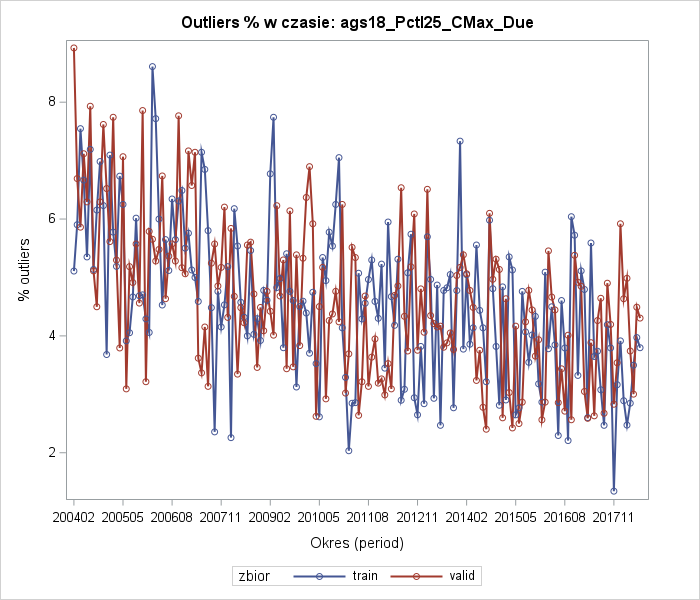 Outliers % w czasie: ags18_Pctl25_CMax_Due
% outliers
8
6
4
2
200402 200505 200608 200711 200902 201005 201108 201211 201402 201505 201608 201711
Okres (period)
zbior train valid